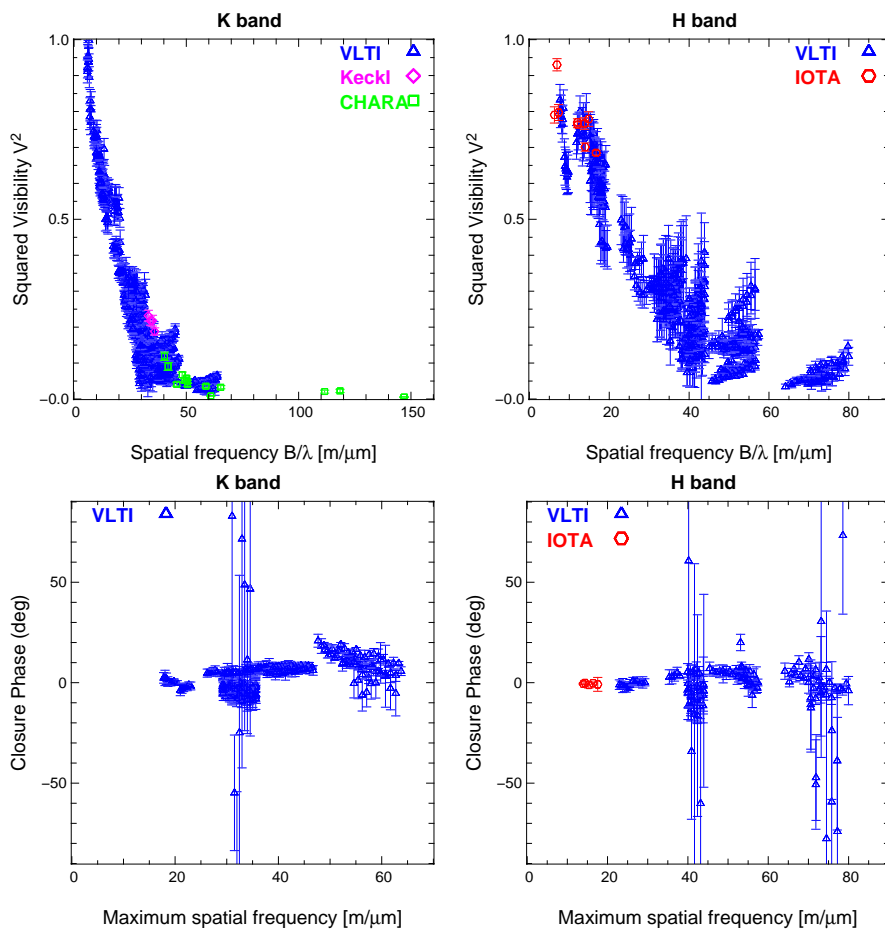 K band
H band
1.0
0.5
−0.0
Squared Visibility V²
VLTI
KeckI
CHARA
0
50
100
150
Spatial frequency B/λ [m/μm]
1.0
0.5
−0.0
Squared Visibility V²
VLTI
IOTA
0
20
40
60
80
Spatial frequency B/λ [m/μm]
K band
H band
50
0
−50
Closure Phase (deg)
VLTI
0
20
40
60
Maximum spatial frequency [m/μm]
50
0
−50
Closure Phase (deg)
VLTI
IOTA
0
20
40
60
80
Maximum spatial frequency [m/μm]